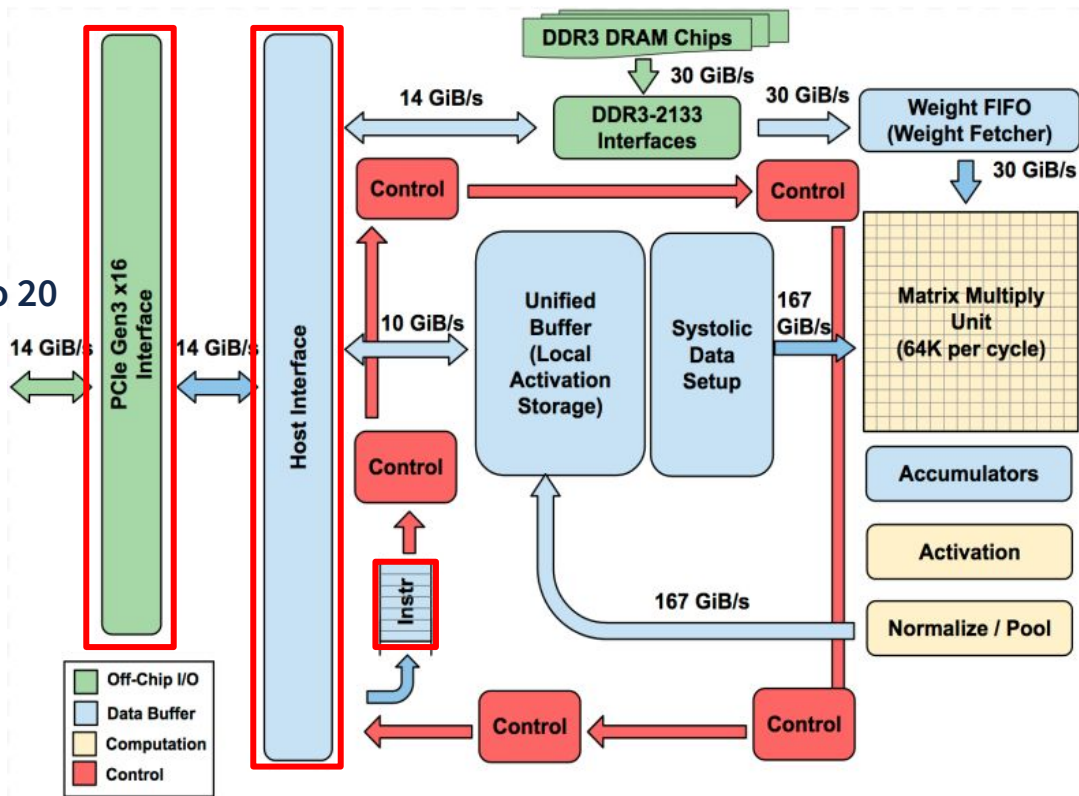 DDR3 DRAM Chips
30 GiB/s
14 GiB/s
DDR3-2133
Interfaces
30 GiB/s
Weight FIFO
(Weight Fetcher)
30 GiB/s
Control
Control
PCIe Gen3 x16
Interface
Host Interface
20
14 GiB/s
14 GiB/s
10 GiB/s
Unified
Buffer
(Local
Activation
Storage)
Systolic
Data
Setup
167
GiB/s
Matrix Multiply
Unit
(64K per cycle)
Control
Accumulators
Activation
Instr
167 GiB/s
Normalize / Pool
Off-Chip I/O
Data Buffer
Computation
Control
Control
Control